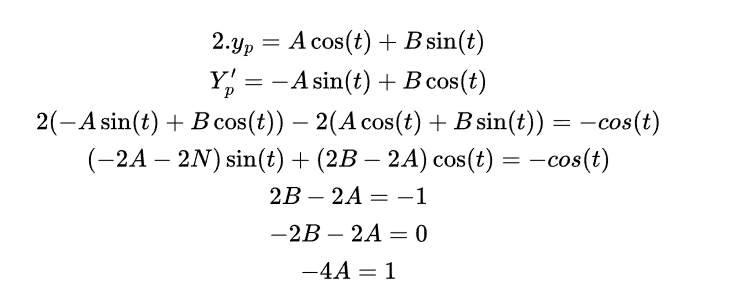 2.y_p = A cos(t) + B sin(t)
Y_p′ = −A sin(t) + B cos(t)
2(−A sin(t) + B cos(t)) − 2(A cos(t) + B sin(t)) = −cos(t)
(−2A − 2N) sin(t) + (2B − 2A) cos(t) = −cos(t)
2B − 2A = −1
−2B − 2A = 0
−4A = 1